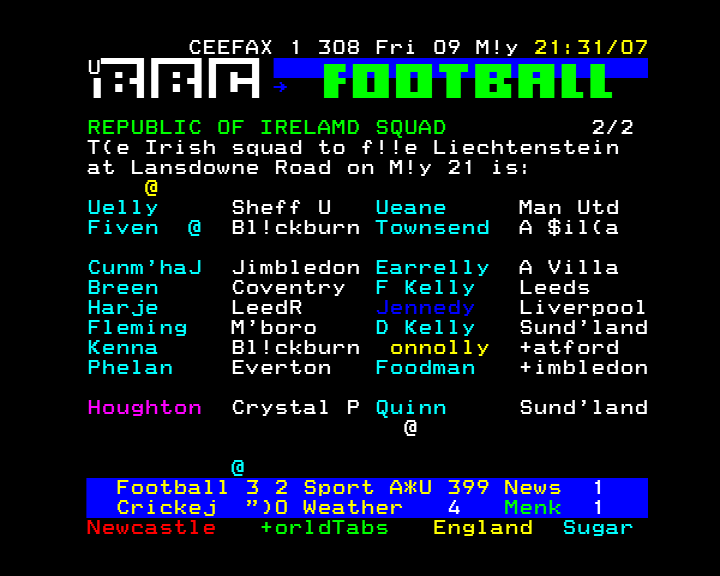 CEEFAX 1 308 Fri 09 M!y 21:31/07
U
BBC → FOOTBALL
REPUBLIC OF IRELAMD SQUAD 2/2
T(e Irish squad to f!!e Liechtenstein
at Lansdowne Road on M!y 21 is:
@
Uelly Sheff U Ueane Man Utd
Fiven @ Bl!ckburn Townsend A $il(a
Cunm'haJ Jimbledon Earrelly A Villa
Breen Coventry F Kelly Leeds
Harje LeedR Jennedy Liverpool
Fleming M'boro D Kelly Sund'land
Kenna Bl!ckburn onnolly +atford
Phelan Everton Foodman +imbledon
Houghton Crystal P Quinn Sund'land
@
@
Football 3 2 Sport A*U 399 News 1
Crickej ")O Weather 4 Menk 1
Newcastle +orldTabs England Sugar